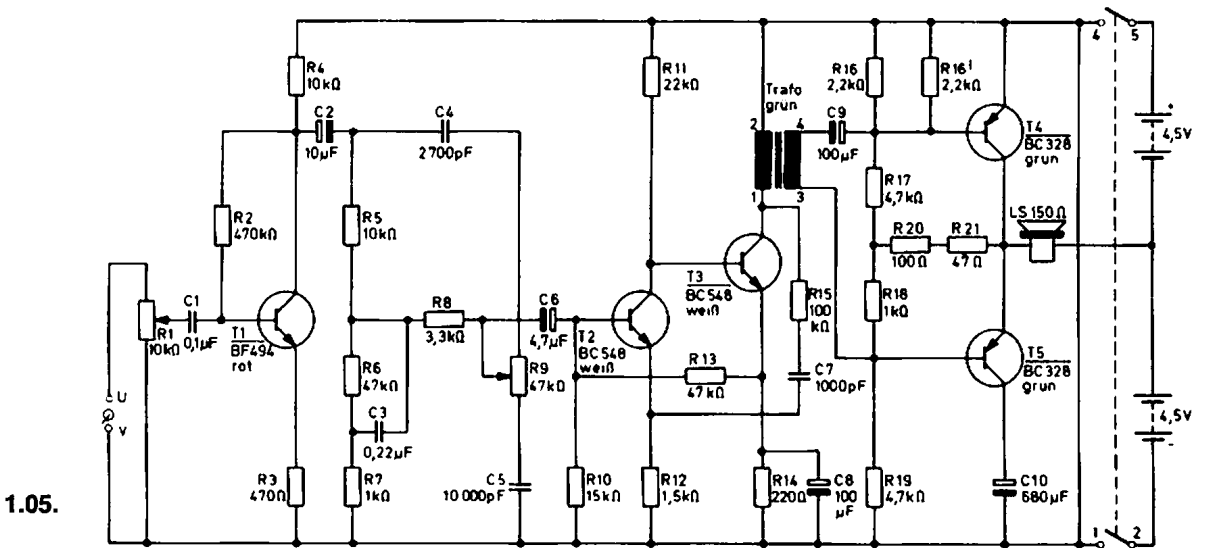 R4
10kΩ
C2
10µF
C4
2700pF
R11
22kΩ
Trafo
grün
2
4
1
3
C9
100µF
R16
2,2kΩ
R16'
2,2kΩ
T4
BC328
grun
4
5
+
4,5V
R2
470kΩ
R5
10kΩ
R17
4,7kΩ
R20
100Ω
R21
47Ω
LS 150Ω
R1
10kΩ
C1
0,1µF
T1
BF494
rot
R8
3,3kΩ
C6
4,7µF
T2
BC548
weiß
T3
BC548
weiß
R15
100
kΩ
R18
1kΩ
T5
BC328
grun
R6
47kΩ
C3
0,22µF
R9
47kΩ
R13
47kΩ
C7
1000pF
U
V
4,5V
-
R3
470Ω
R7
1kΩ
C5
10000pF
R10
15kΩ
R12
1,5kΩ
R14
220Ω
C8
100
µF
R19
4,7kΩ
C10
680µF
1
2
1.05.